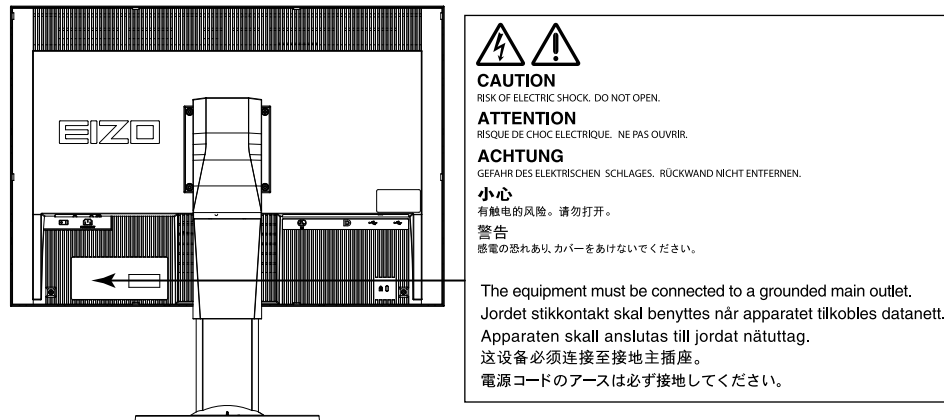 EIZO
CAUTION
RISK OF ELECTRIC SHOCK. DO NOT OPEN.
ATTENTION
RISQUE DE CHOC ELECTRIQUE. NE PAS OUVRIR.
ACHTUNG
GEFAHR DES ELEKTRISCHEN SCHLAGES. RÜCKWAND NICHT ENTFERNEN.
小心
有触电的风险。请勿打开。
警告
感電の恐れあり、カバーをあけないでください。
The equipment must be connected to a grounded main outlet.
Jordet stikkontakt skal benyttes når apparatet tilkobles datanett.
Apparaten skall anslutas till jordat nätuttag.
这设备必须连接至接地主插座。
電源コードのアースは必ず接地してください。